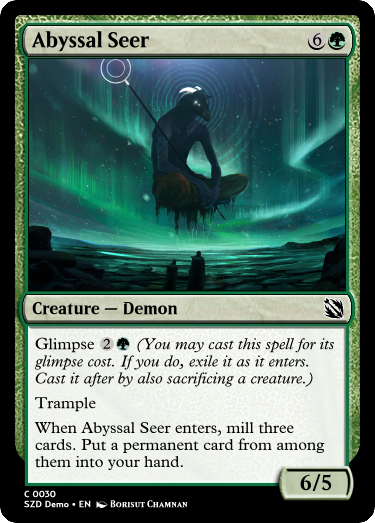 Abyssal Seer 6
Creature — Demon
Glimpse 2 (You may cast this spell for its
glimpse cost. If you do, exile it as it enters.
Cast it after by also sacrificing a creature.)
Trample
When Abyssal Seer enters, mill three
cards. Put a permanent card from among
them into your hand.
6/5
C 0030
SZD Demo • EN Borisut Chamnan